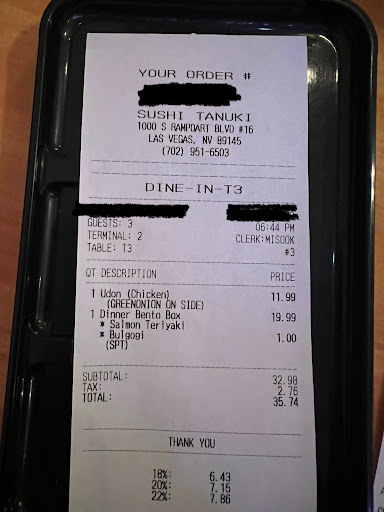 YOUR ORDER #
SUSHI TANUKI
1000 S RAMPDART BLVD #16
LAS VEGAS, NV 89145
(702) 951-6503
DINE-IN-T3
GUESTS: 3 06:44 PM
TERMINAL: 2 CLERK:MISOOK
TABLE: T3 #3
QT DESCRIPTION PRICE
1 Udon (Chicken) 11.99
(GREENONION ON SIDE)
1 Dinner Bento Box 19.99
* Salmon Teriyaki
* Bulgogi 1.00
(SPT)
SUBTOTAL: 32.98
TAX: 2.76
TOTAL: 35.74
THANK YOU
18%: 6.43
20%: 7.15
22%: 7.86